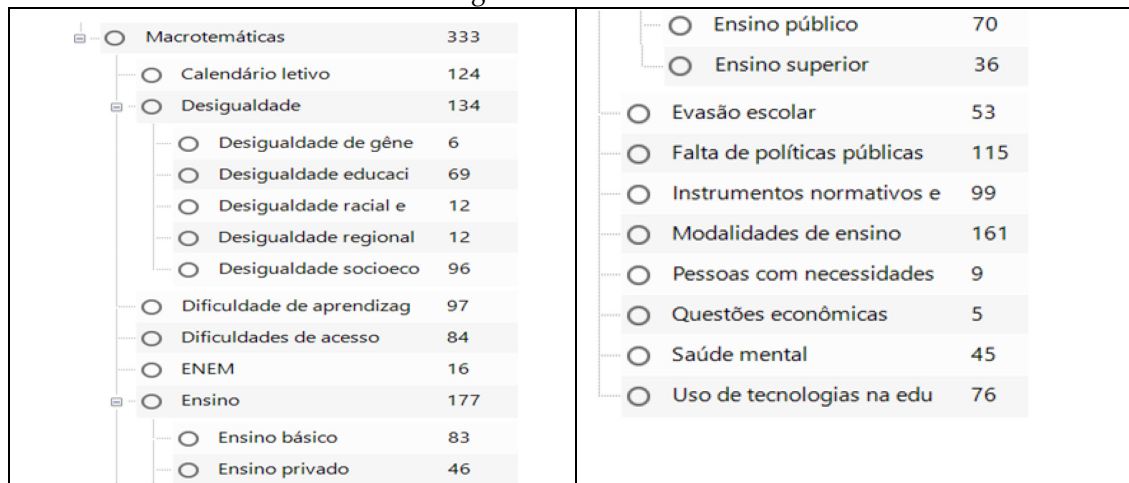 Macrotemáticas 333
Calendário letivo 124
Desigualdade 134
Desigualdade de gêne 6
Desigualdade educaci 69
Desigualdade racial e 12
Desigualdade regional 12
Desigualdade socioeco 96
Dificuldade de aprendizag 97
Dificuldades de acesso 84
ENEM 16
Ensino 177
Ensino básico 83
Ensino privado 46
Ensino público 70
Ensino superior 36
Evasão escolar 53
Falta de políticas públicas 115
Instrumentos normativos e 99
Modalidades de ensino 161
Pessoas com necessidades 9
Questões econômicas 5
Saúde mental 45
Uso de tecnologias na edu 76